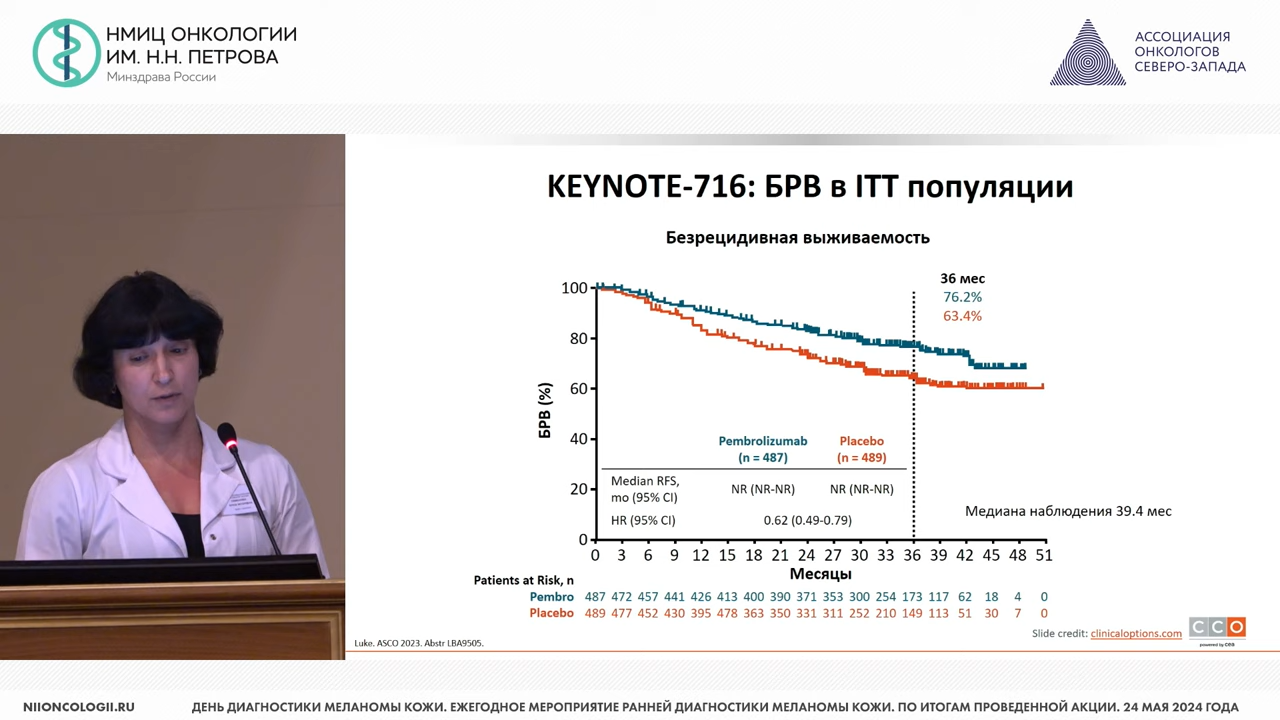 НМИЦ ОНКОЛОГИИ
ИМ. Н.Н. ПЕТРОВА
Минздрава России
АССОЦИАЦИЯ
ОНКОЛОГОВ
СЕВЕРО-ЗАПАДА
KEYNOTE-716: БРВ в ITT популяции
Безрецидивная выживаемость
36 мес
76.2%
63.4%
100
80
60
40
20
0
БРВ (%)
Pembrolizumab
(n = 487)
Placebo
(n = 489)
Median RFS,
mo (95% CI)
NR (NR-NR)
NR (NR-NR)
HR (95% CI)
0.62 (0.49-0.79)
Медиана наблюдения 39.4 мес
0 3 6 9 12 15 18 21 24 27 30 33 36 39 42 45 48 51
Месяцы
Patients at Risk, n
Pembro 487 472 457 441 426 413 400 390 371 353 300 254 173 117 62 18 4 0
Placebo 489 477 452 430 395 478 363 350 331 311 252 210 149 113 51 30 7 0
Slide credit: clinicaloptions.com
CCO
powered by CEG
Luke. ASCO 2023. Abstr LBA9505.
NIIONCOLOGII.RU
ДЕНЬ ДИАГНОСТИКИ МЕЛАНОМЫ КОЖИ. ЕЖЕГОДНОЕ МЕРОПРИЯТИЕ РАННЕЙ ДИАГНОСТИКИ МЕЛАНОМЫ КОЖИ. ПО ИТОГАМ ПРОВЕДЕННОЙ АКЦИИ. 24 МАЯ 2024 ГОДА